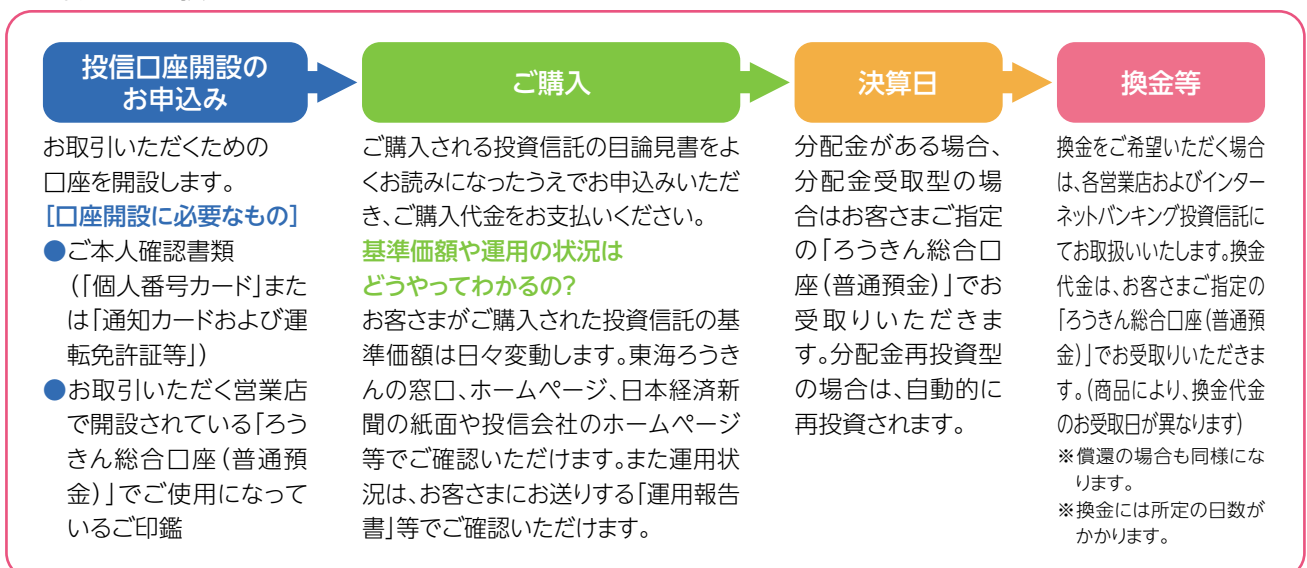 投信口座開設の
お申込み
お取引いただくための
口座を開設します。
[口座開設に必要なもの]
●ご本人確認書類
(「個人番号カード」また
は「通知カードおよび運
転免許証等」)
●お取引いただく営業店
で開設されている「ろう
きん総合口座(普通預
金)」でご使用になって
いるご印鑑
ご購入
ご購入される投資信託の目論見書をよ
くお読みになったうえでお申込みいただ
き、ご購入代金をお支払いください。
基準価額や運用の状況は
どうやってわかるの?
お客さまがご購入された投資信託の基
準価額は日々変動します。東海ろうき
んの窓口、ホームページ、日本経済新
聞の紙面や投信会社のホームページ
等でご確認いただけます。また運用状
況は、お客さまにお送りする「運用報告
書」等でご確認いただけます。
決算日
分配金がある場合、
分配金受取型の場
合はお客さまご指定
の「ろうきん総合口
座(普通預金)」でお
受取りいただきま
す。分配金再投資型
の場合は、自動的に
再投資されます。
換金等
換金をご希望いただく場合
は、各営業店およびインター
ネットバンキング投資信託に
てお取扱いいたします。換金
代金は、お客さまご指定の
「ろうきん総合口座(普通預
金)」でお受取りいただきま
す。(商品により、換金代金
のお受取日が異なります)
※償還の場合も同様にな
ります。
※換金には所定の日数が
かかります。